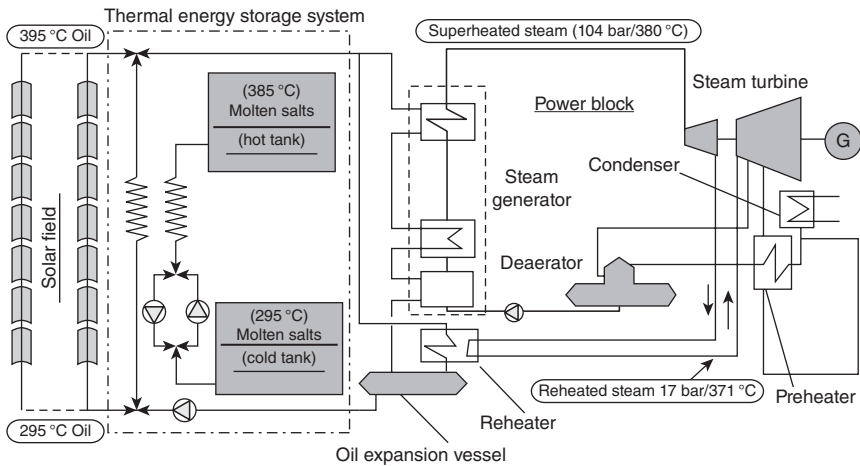 Thermal energy storage system
395 °C Oil
Superheated steam (104 bar/380 °C)
(385 °C)
Molten salts
(hot tank)
Power block
Steam turbine
G
Condenser
Steam
generator
Solar field
Deaerator
(295 °C)
Molten salts
(cold tank)
Reheated steam 17 bar/371 °C
Preheater
Reheater
295 °C Oil
Oil expansion vessel